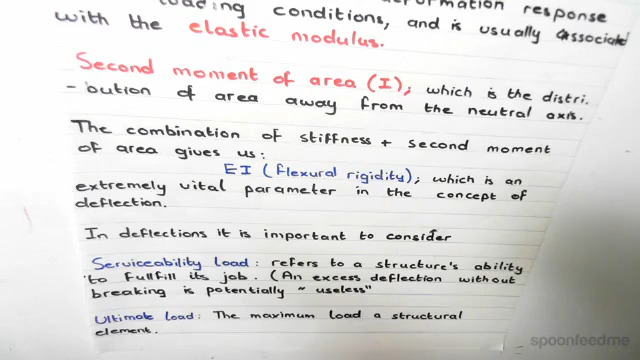 loading conditions, and is usually associated
with the elastic modulus.
Second moment of area (I), which is the distri.
-bution of area away from the neutral axis.
The combination of stiffness + second moment
of area gives us:
EI (flexural rigidity); which is an
extremely vital parameter in the concept of
deflection.
In deflections it is important to consider
Serviceability Load: refers to a structure's ability
to fullfill its job. (An excess deflection without
breaking is potentially "useless"
Ultimate Load: The maximum load a structural
element.
spoonfeedme